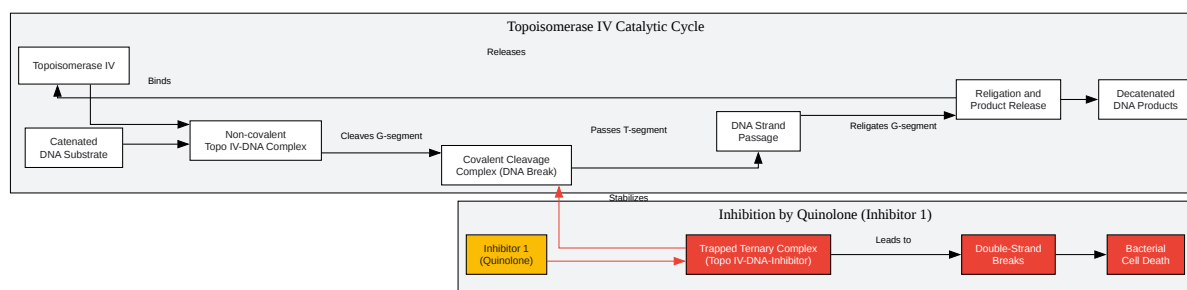 Topoisomerase IV Catalytic Cycle
Releases
Topoisomerase IV
Binds
Religation and
Product Release
Decatenated
DNA Products
Catenated
DNA Substrate
Non-covalent
Topo IV-DNA Complex
Cleaves G-segment
Covalent Cleavage
Complex (DNA Break)
Passes T-segment
DNA Strand
Passage
Religates G-segment
Stabilizes
Inhibition by Quinolone (Inhibitor 1)
Inhibitor 1
(Quinolone)
Trapped Ternary Complex
(Topo IV-DNA-Inhibitor)
Leads to
Double-Strand
Breaks
Bacterial
Cell Death